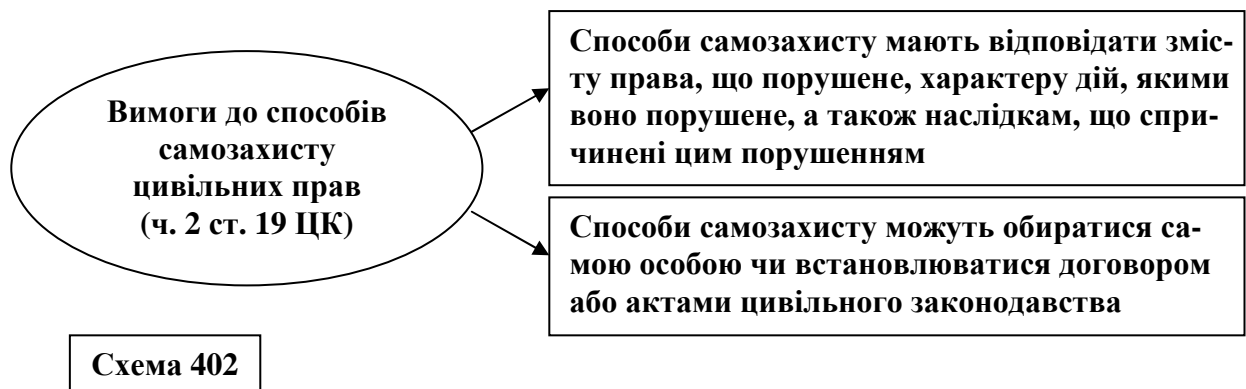 Вимоги до способів
самозахисту
цивільних прав
(ч. 2 ст. 19 ЦК)
Способи самозахисту мають відповідати зміс-
ту права, що порушене, характеру дій, якими
воно порушене, а також наслідкам, що спри-
чинені цим порушенням
Способи самозахисту можуть обиратися са-
мою особою чи встановлюватися договором
або актами цивільного законодавства
Схема 402